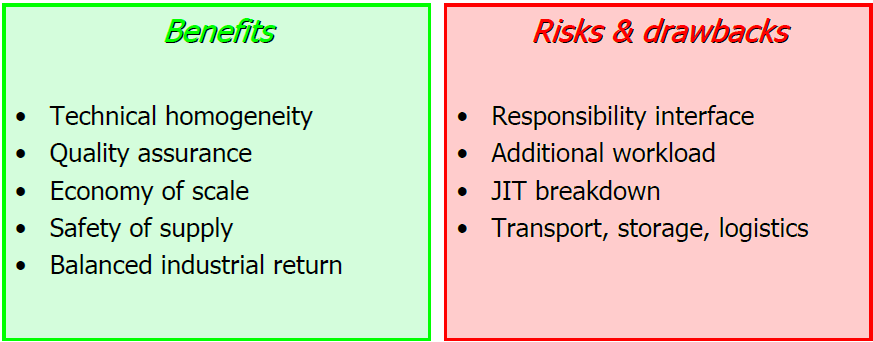 Benefits
• Technical homogeneity
• Quality assurance
• Economy of scale
• Safety of supply
• Balanced industrial return
Risks & drawbacks
• Responsibility interface
• Additional workload
• JIT breakdown
• Transport, storage, logistics